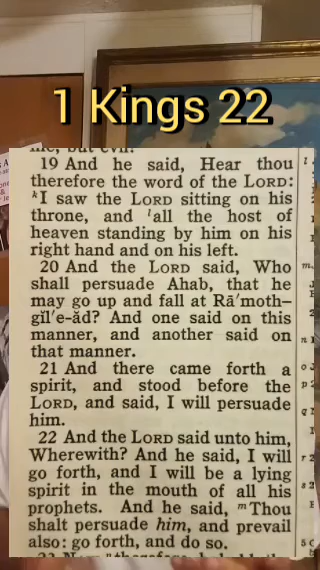 1 Kings 22
me, but evil?
19 And he said, Hear thou
therefore the word of the LORD:
k I saw the LORD sitting on his
throne, and l all the host of
heaven standing by him on his
right hand and on his left.
20 And the LORD said, Who
shall persuade Ahab, that he
may go up and fall at Rā′moth–
gĭl′e-ăd? And one said on this
manner, and another said on
that manner.
21 And there came forth a
spirit, and stood before the
LORD, and said, I will persuade
him.
22 And the LORD said unto him,
Wherewith? And he said, I will
go forth, and I will be a lying
spirit in the mouth of all his
prophets. And he said, m Thou
shalt persuade him, and prevail
also: go forth, and do so.